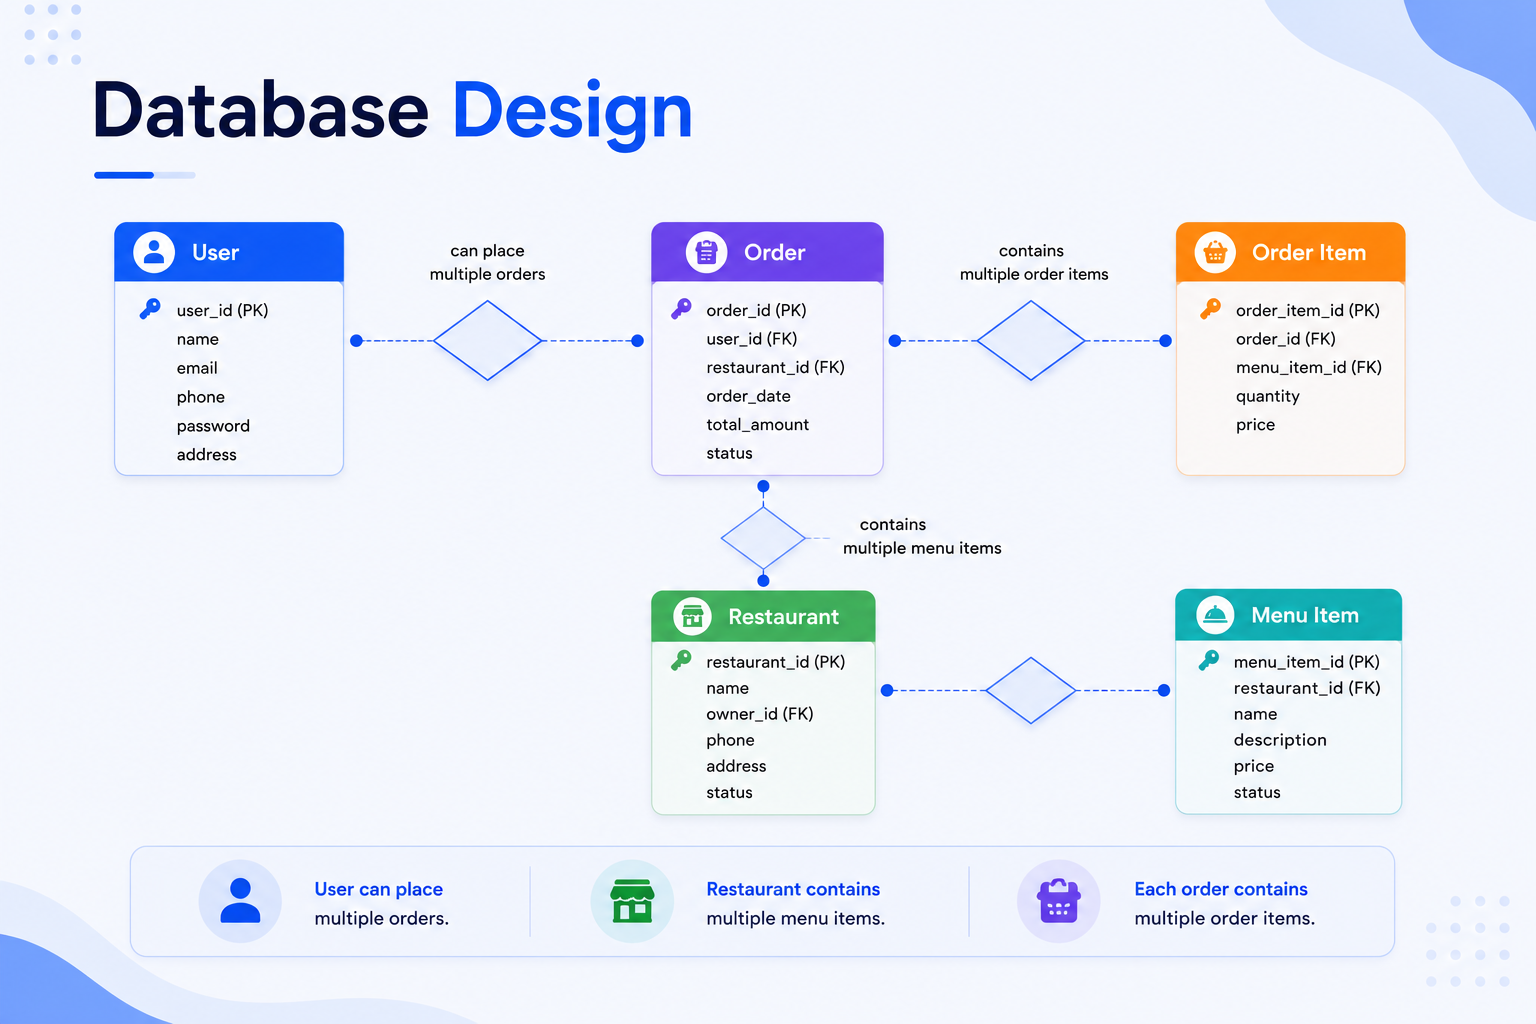 Database Design
User
user_id (PK)
name
email
phone
password
address
can place
multiple orders
Order
order_id (PK)
user_id (FK)
restaurant_id (FK)
order_date
total_amount
status
contains
multiple order items
Order Item
order_item_id (PK)
order_id (FK)
menu_item_id (FK)
quantity
price
contains
multiple menu items
Restaurant
restaurant_id (PK)
name
owner_id (FK)
phone
address
status
Menu Item
menu_item_id (PK)
restaurant_id (FK)
name
description
price
status
User can place
multiple orders.
Restaurant contains
multiple menu items.
Each order contains
multiple order items.